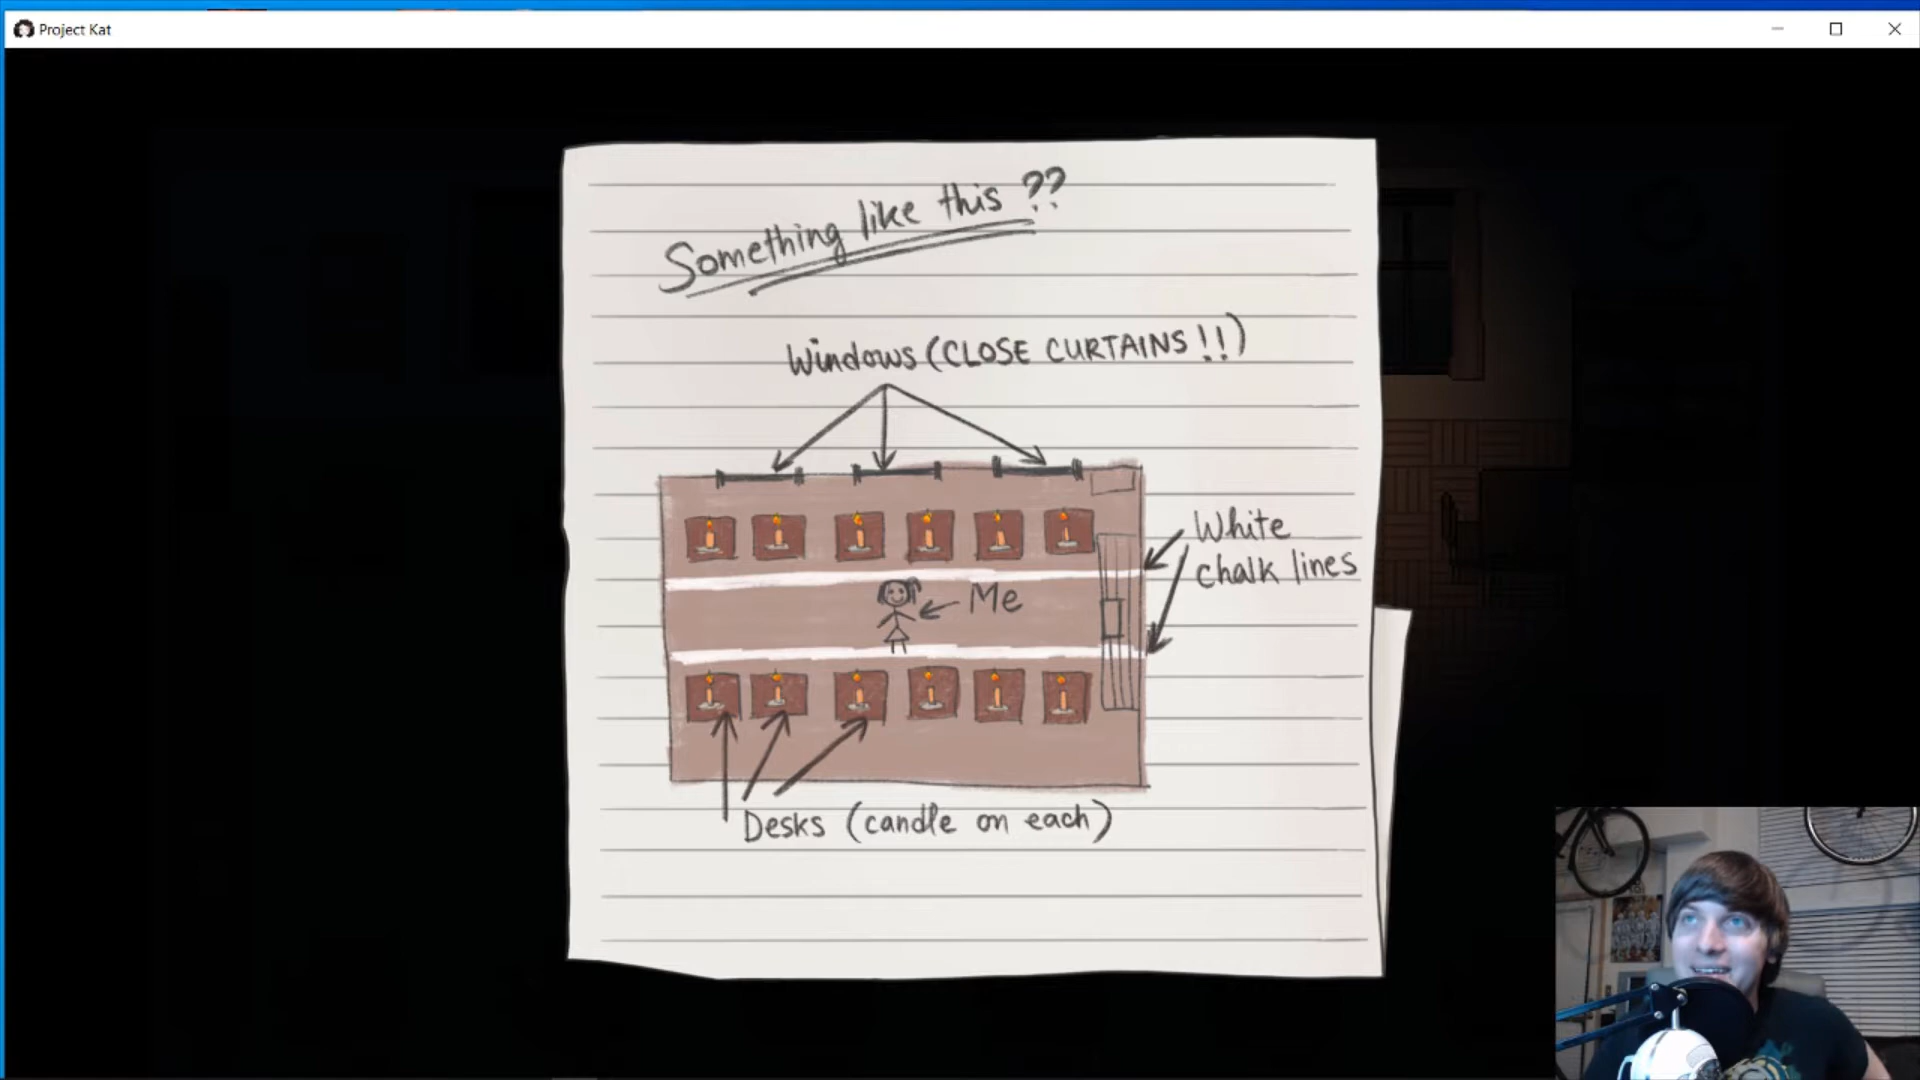 Project Kat
Something like this ??
Windows (CLOSE CURTAINS !!)
White
chalk lines
Me
Desks (candle on each)